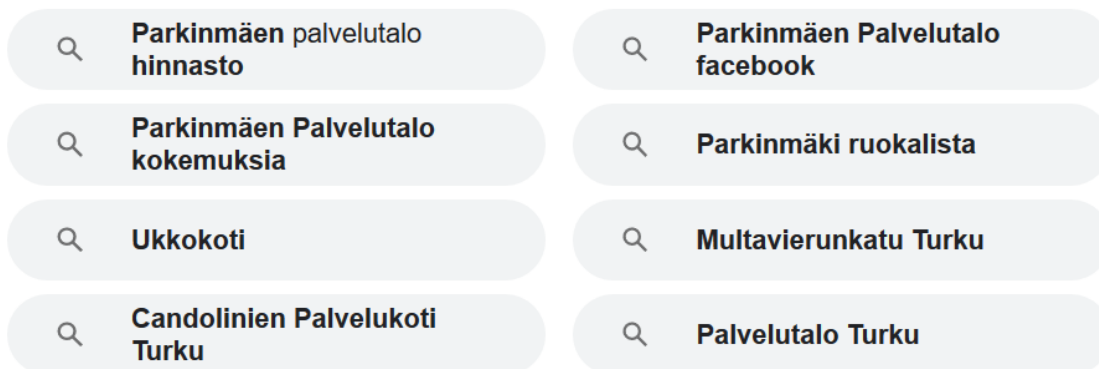 Parkinmäen palvelutalo
hinnasto
Parkinmäen Palvelutalo
facebook
Parkinmäen Palvelutalo
kokemuksia
Parkinmäki ruokalista
Ukkokoti
Multavierunkatu Turku
Candolinien Palvelukoti
Turku
Palvelutalo Turku